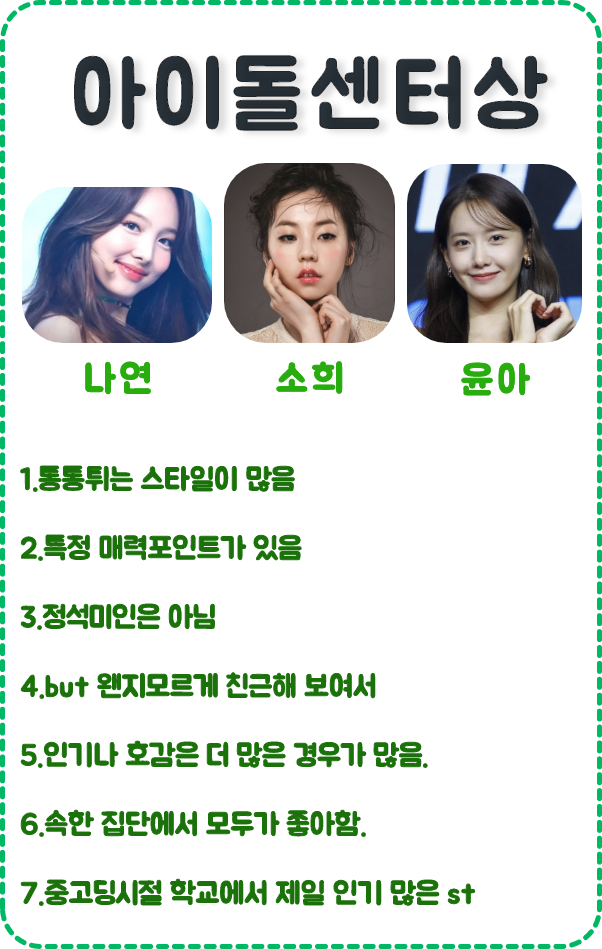 아이돌센터상
나연 소희 윤아
1.통통튀는 스타일이 많음
2.특정 매력포인트가 있음
3.정석미인은 아님
4.but 왠지모르게 친근해 보여서
5.인기나 호감은 더 많은 경우가 많음.
6.속한 집단에서 모두가 좋아함.
7.중고딩시절 학교에서 제일 인기 많은 st